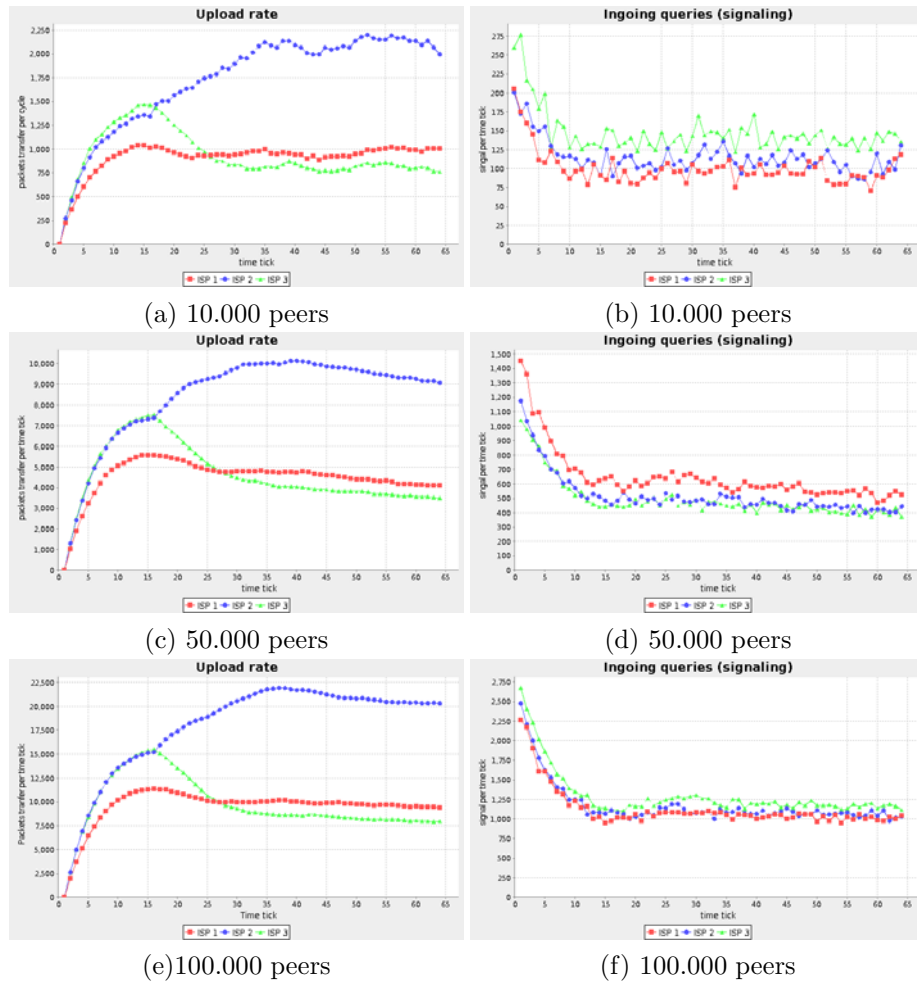 Upload rate
packets transfer per cycle
2,250
2,000
1,750
1,500
1,250
1,000
750
500
250
0
0 5 10 15 20 25 30 35 40 45 50 55 60 65
time tick
ISP 1 ISP 2 ISP 3
(a) 10.000 peers
Ingoing queries (signaling)
singal per time tick
275
250
225
200
175
150
125
100
75
50
25
0
0 5 10 15 20 25 30 35 40 45 50 55 60 65
time tick
ISP 1 ISP 2 ISP 3
(b) 10.000 peers
Upload rate
packets transfer per time tick
10,000
9,000
8,000
7,000
6,000
5,000
4,000
3,000
2,000
1,000
0
0 5 10 15 20 25 30 35 40 45 50 55 60 65
time tick
ISP 1 ISP 2 ISP 3
(c) 50.000 peers
Ingoing queries (signaling)
singal per time tick
1,500
1,400
1,300
1,200
1,100
1,000
900
800
700
600
500
400
300
200
100
0
0 5 10 15 20 25 30 35 40 45 50 55 60 65
time tick
ISP 1 ISP 2 ISP 3
(d) 50.000 peers
Upload rate
Packets tranfer per time tick
22,500
20,000
17,500
15,000
12,500
10,000
7,500
5,000
2,500
0
0 5 10 15 20 25 30 35 40 45 50 55 60 65
Time tick
ISP 1 ISP 2 ISP 3
(e)100.000 peers
Ingoing queries (signaling)
signal per time tick
2,750
2,500
2,250
2,000
1,750
1,500
1,250
1,000
750
500
250
0
0 5 10 15 20 25 30 35 40 45 50 55 60 65
time tick
ISP 1 ISP 2 ISP 3
(f) 100.000 peers